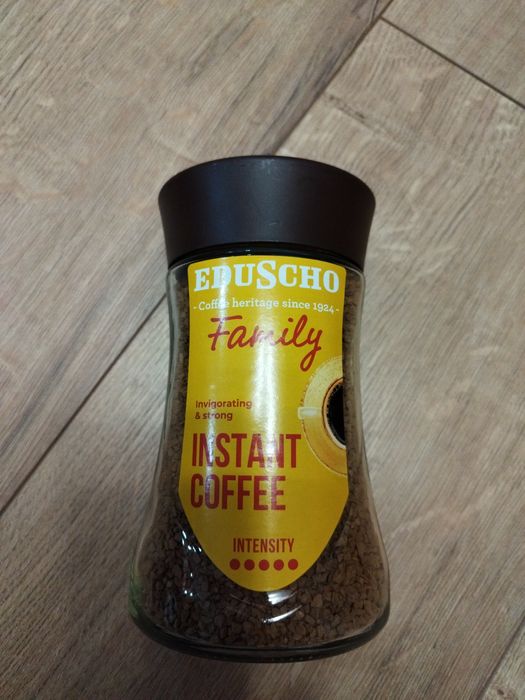 EDUSCHO
- Coffee heritage since 1924 -
Family
Invigorating
& strong
INSTANT
COFFEE
INTENSITY